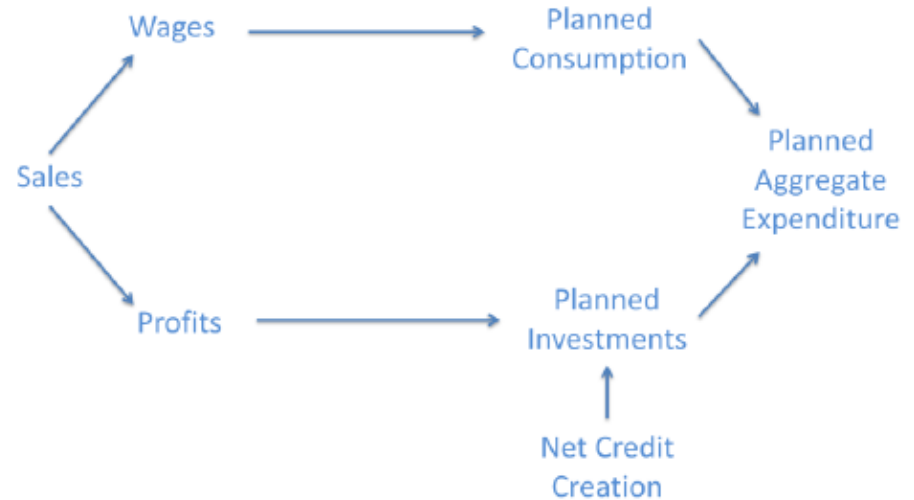 Wages
Planned
Consumption
Planned
Aggregate
Expenditure
Sales
Profits
Planned
Investments
Net Credit
Creation